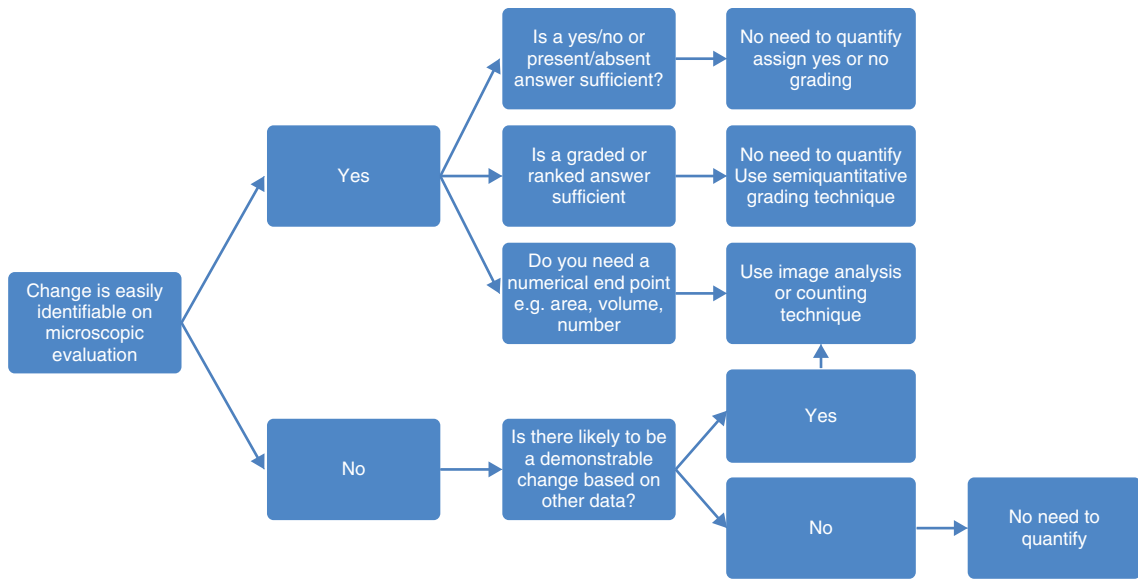 Change is easily
identifiable on
microscopic
evaluation
Yes
Is a yes/no or
present/absent
answer sufficient?
No need to quantify
assign yes or no
grading
Is a graded or
ranked answer
sufficient
No need to quantify
Use semiquantitative
grading technique
Do you need a
numerical end point
e.g. area, volume,
number
Use image analysis
or counting
technique
No
Is there likely to be
a demonstrable
change based on
other data?
Yes
No
No need to
quantify